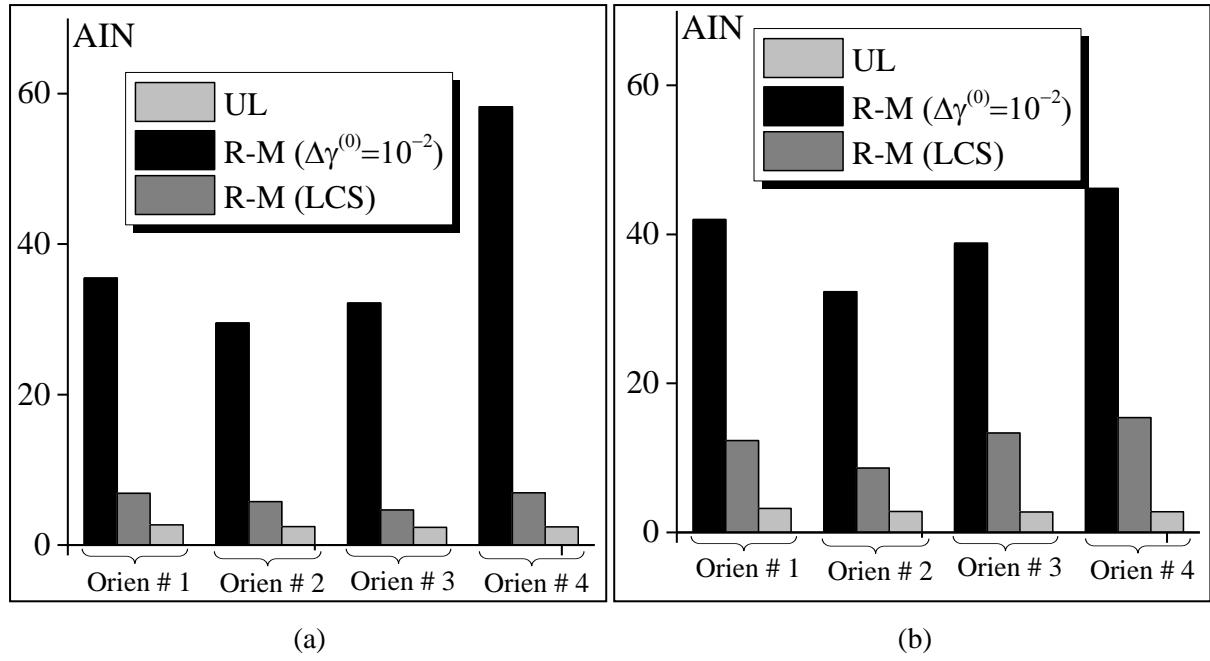 AIN
UL
R-M (Δγ⁽⁰⁾=10⁻²)
R-M (LCS)
60
40
20
0
Orien # 1
Orien # 2
Orien # 3
Orien # 4
(a)
AIN
UL
R-M (Δγ⁽⁰⁾=10⁻²)
R-M (LCS)
60
40
20
0
Orien # 1
Orien # 2
Orien # 3
Orien # 4
(b)